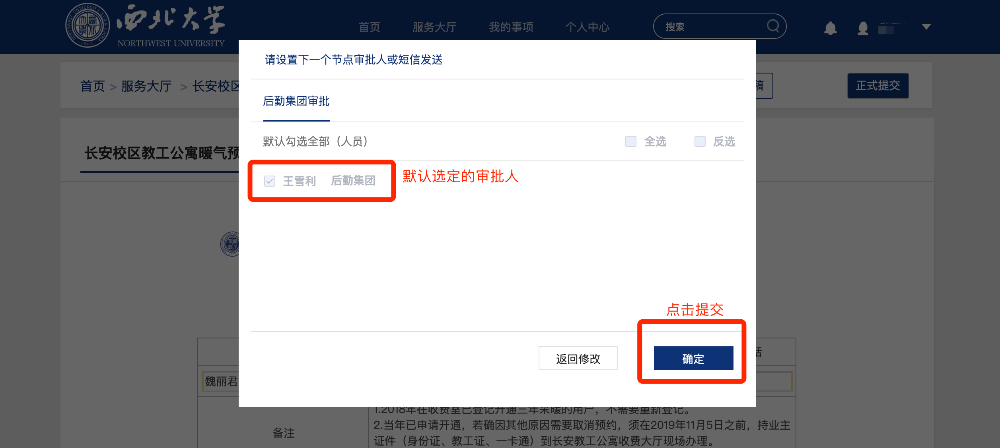 西北大学
NORTHWEST UNIVERSITY
NORTHWEST UNIVERSITY·XI'AN·CHINA
1902
首页
服务大厅
我的事项
个人中心
搜索
首页 > 服务大厅 > 长安校区
稿
正式提交
长安校区教工公寓暖气预
请设置下一个节点审批人或短信发送
后勤集团审批
默认勾选全部（人员）
全选
反选
王雪利 后勤集团
默认选定的审批人
点击提交
返回修改
确定
话
魏丽君
备注
1.2018年在收费室已登记开通三年采暖的用户，不需要重新登记。
2.当年已申请开通，若确因其他原因需要取消预约，须在2019年11月5日之前，持业主
证件（身份证、教工证、一卡通）到长安教工公寓收费大厅现场办理。